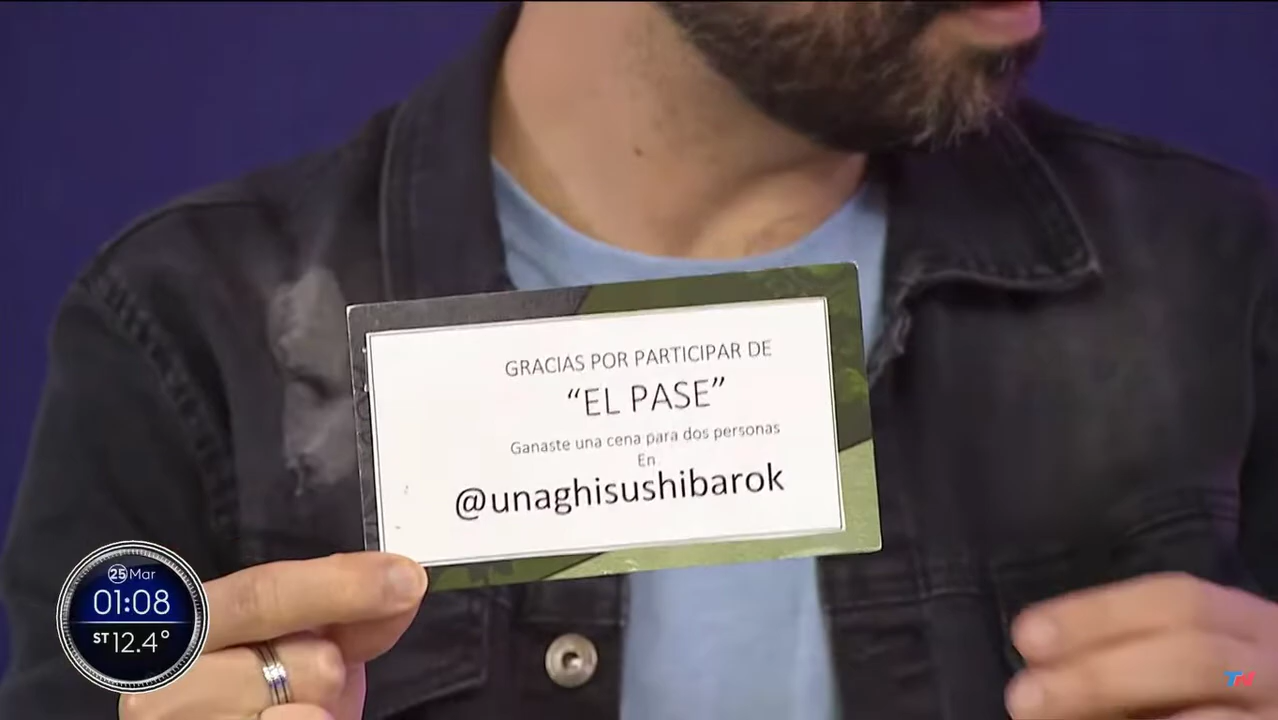 GRACIAS POR PARTICIPAR DE
“EL PASE”
Ganaste una cena para dos personas
En
@unaghisushibarok
25 Mar
01:08
ST 12.4°
TN